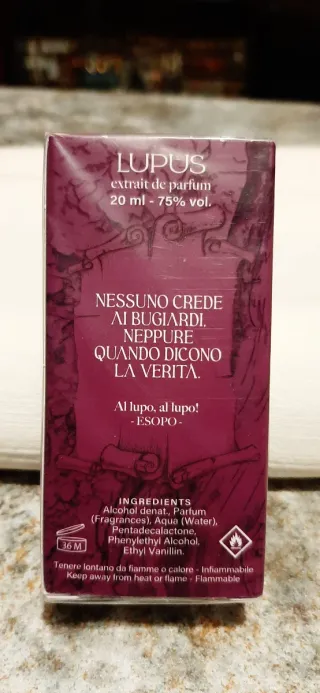 LUPUS
extrait de parfum
20 ml - 75% vol.
NESSUNO CREDE
AI BUGIARDI,
NEPPURE
QUANDO DICONO
LA VERITÀ.
Al lupo, al lupo!
- ESOPO -
INGREDIENTS
Alcohol denat., Parfum
(Fragrances), Aqua (Water),
Pentadecalactone,
Phenylethyl Alcohol,
Ethyl Vanillin.
36 M
Tenere lontano da fiamme o calore - Infiammabile
Keep away from heat or flame - Flammable